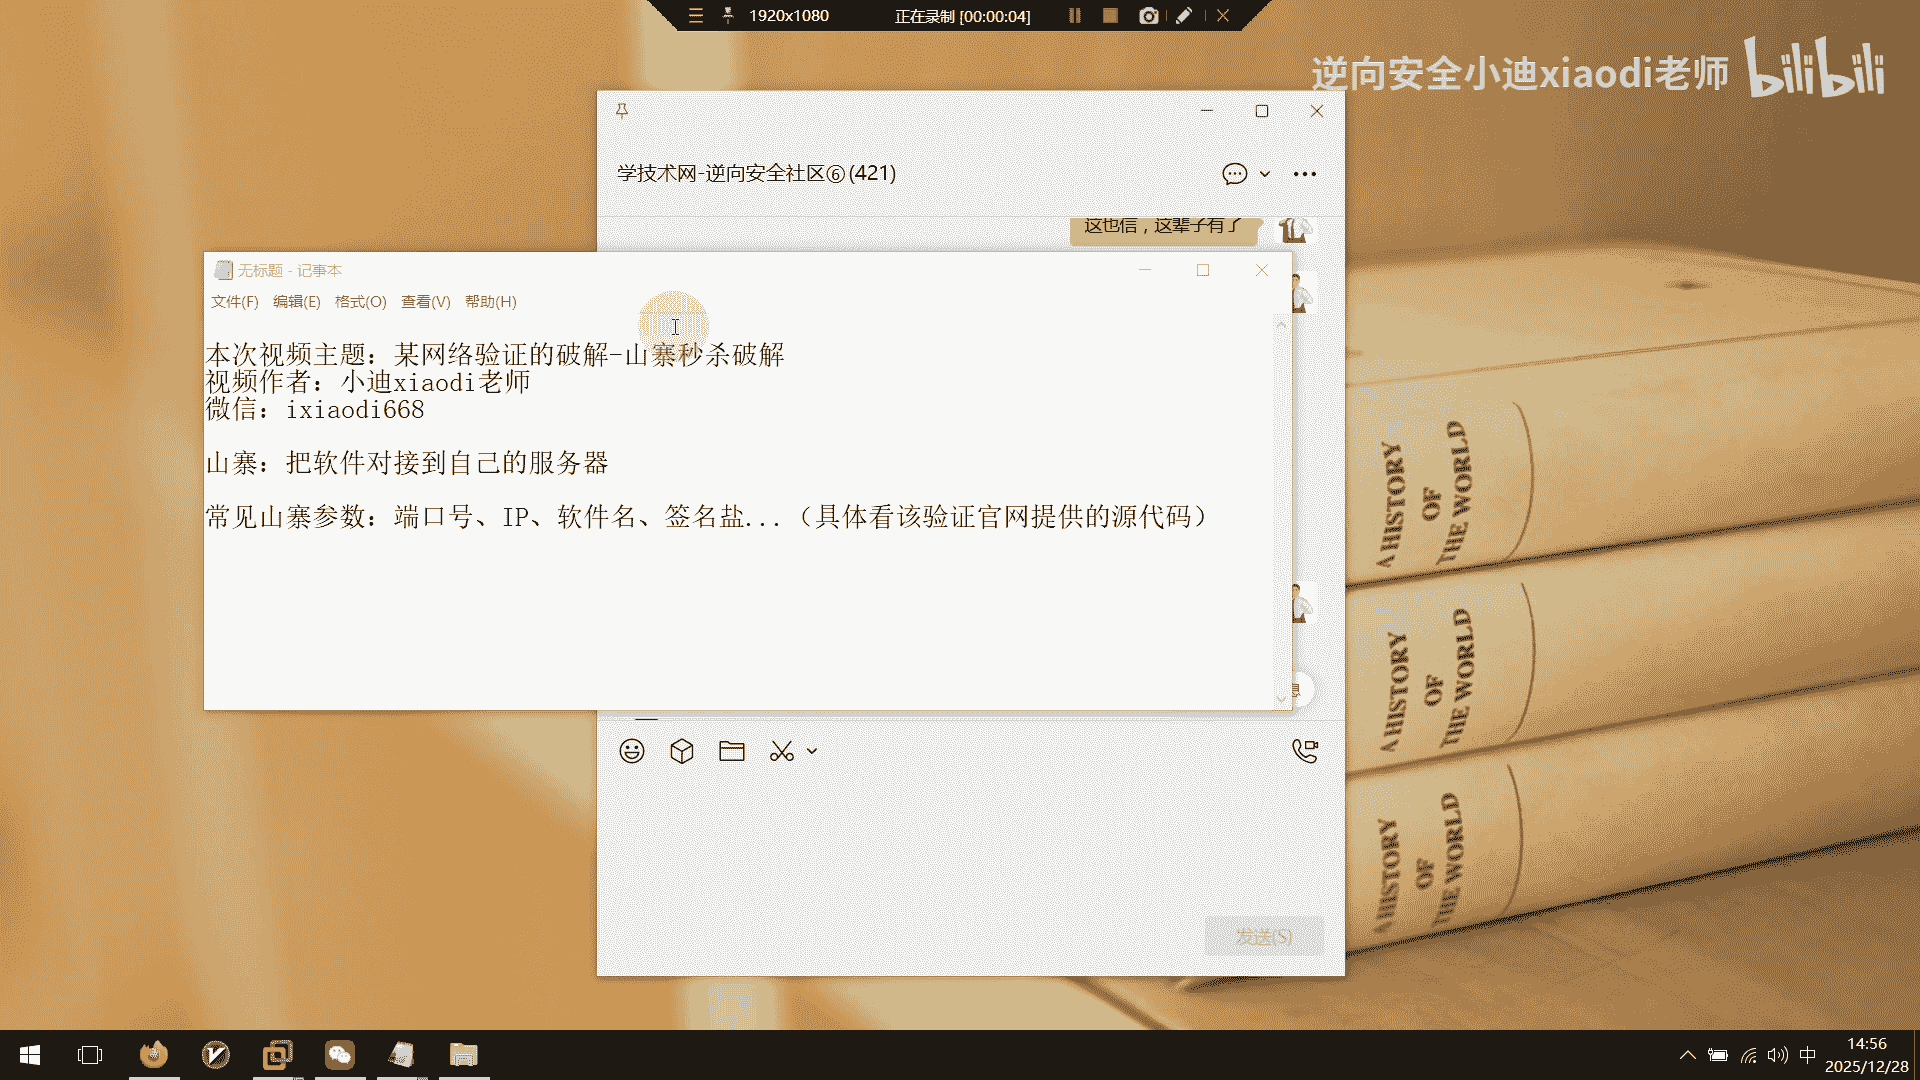 1920x1080
正在录制 [00:00:04]
逆向安全小迪xiaodi老师
bilibili
学技术网-逆向安全社区⑥(421)
这也信，这辈子有了
无标题 - 记事本
文件(F) 编辑(E) 格式(O) 查看(V) 帮助(H)
本次视频主题：某网络验证的破解-山寨秒杀破解
视频作者：小迪xiaodi老师
微信：ixiaodi668
山寨：把软件对接到自己的服务器
常见山寨参数：端口号、IP、软件名、签名盐...（具体看该验证官网提供的源代码）
A HISTORY
OF
THE WORLD
A HISTORY
OF
THE WORLD
A HISTORY
OF
THE WORLD
发送(S)
中
14:56
2025/12/28